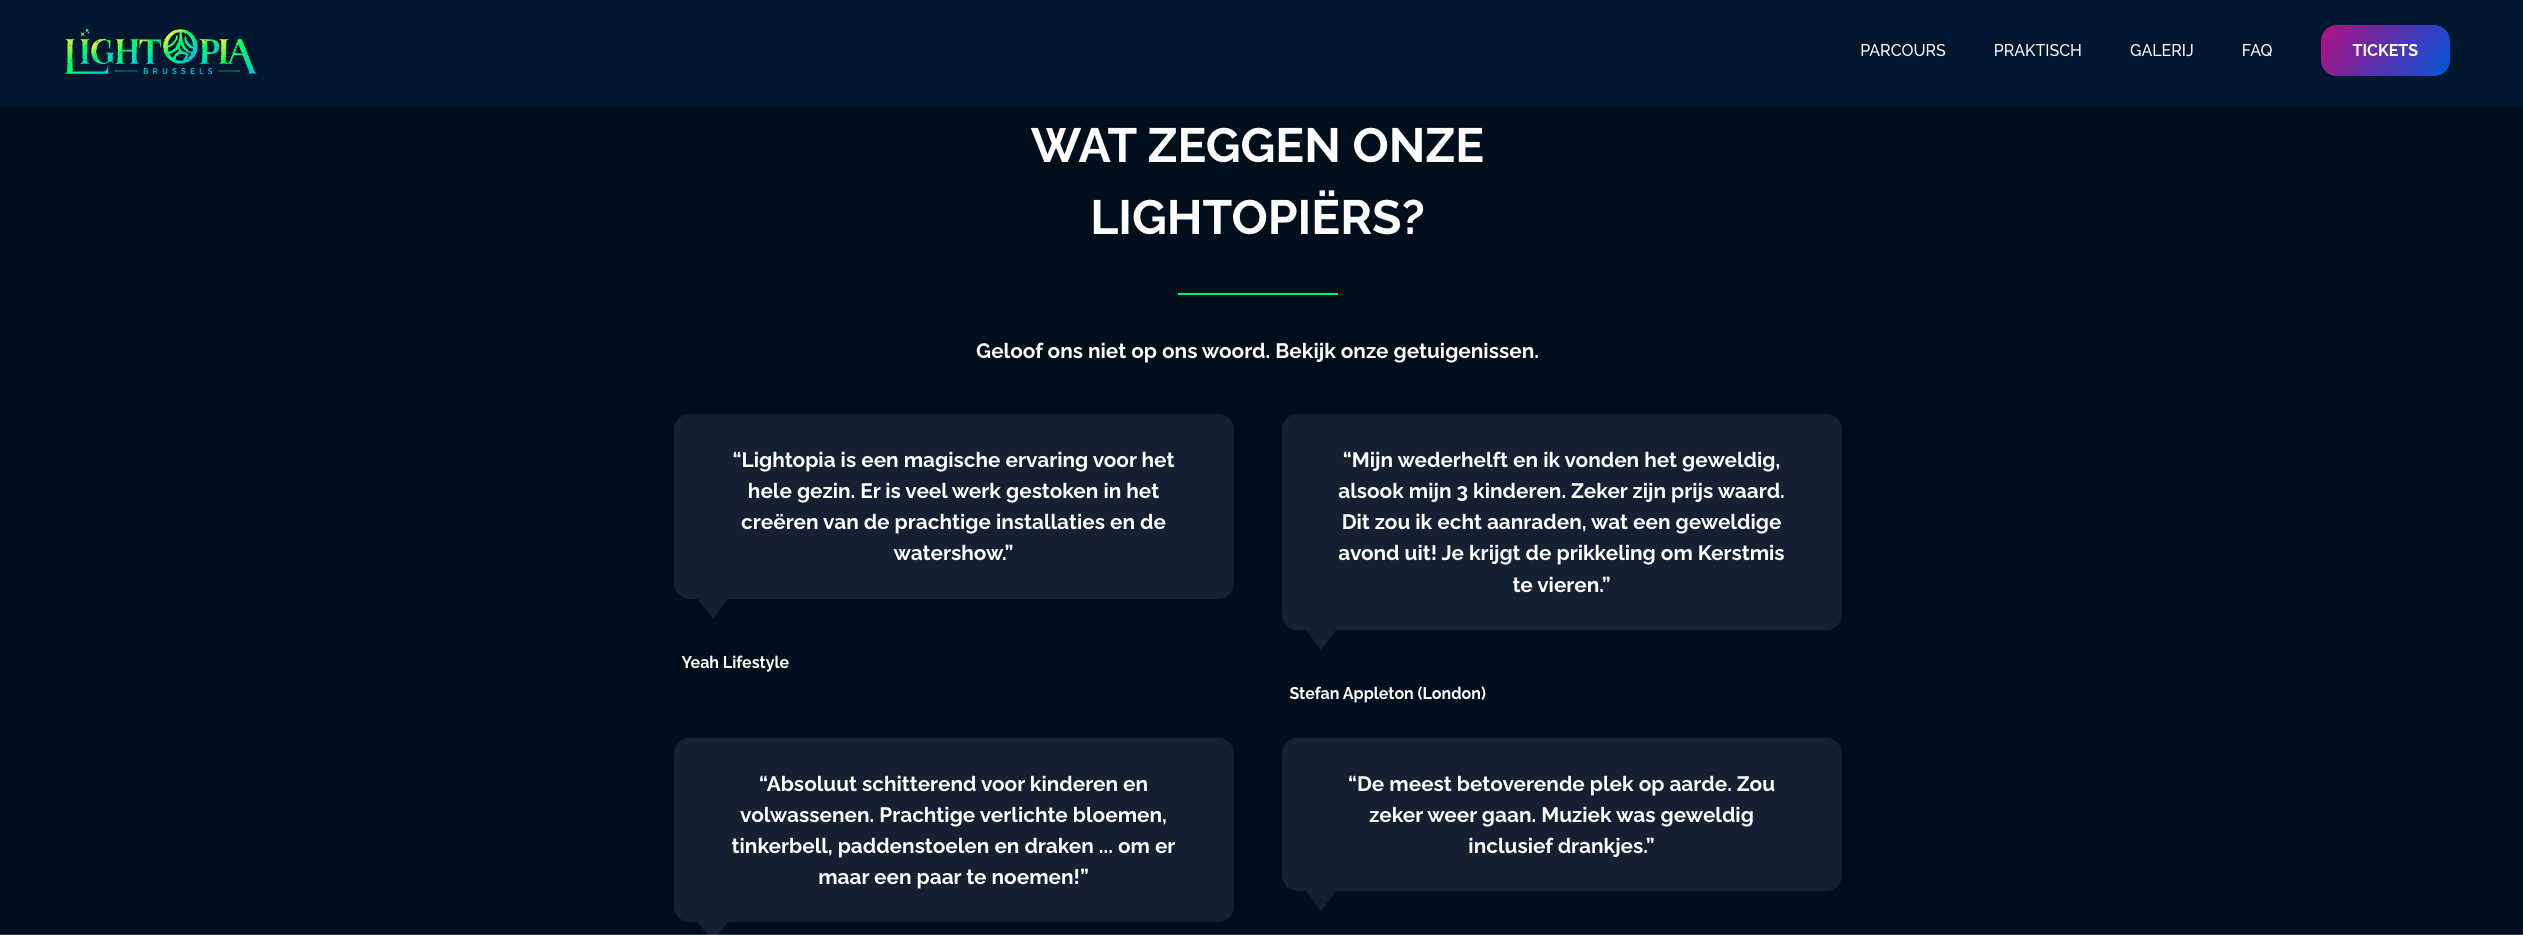 LIGHTOPIA
BRUSSELS
PARCOURS PRAKTISCH GALERIJ FAQ TICKETS
WAT ZEGGEN ONZE
LIGHTOPIËRS?
Geloof ons niet op ons woord. Bekijk onze getuigenissen.
“Lightopia is een magische ervaring voor het
hele gezin. Er is veel werk gestoken in het
creëren van de prachtige installaties en de
watershow.”
Yeah Lifestyle
“Mijn wederhelft en ik vonden het geweldig,
alsook mijn 3 kinderen. Zeker zijn prijs waard.
Dit zou ik echt aanraden, wat een geweldige
avond uit! Je krijgt de prikkeling om Kerstmis
te vieren.”
Stefan Appleton (London)
“Absoluut schitterend voor kinderen en
volwassenen. Prachtige verlichte bloemen,
tinkerbell, paddenstoelen en draken ... om er
maar een paar te noemen!”
“De meest betoverende plek op aarde. Zou
zeker weer gaan. Muziek was geweldig
inclusief drankjes.”